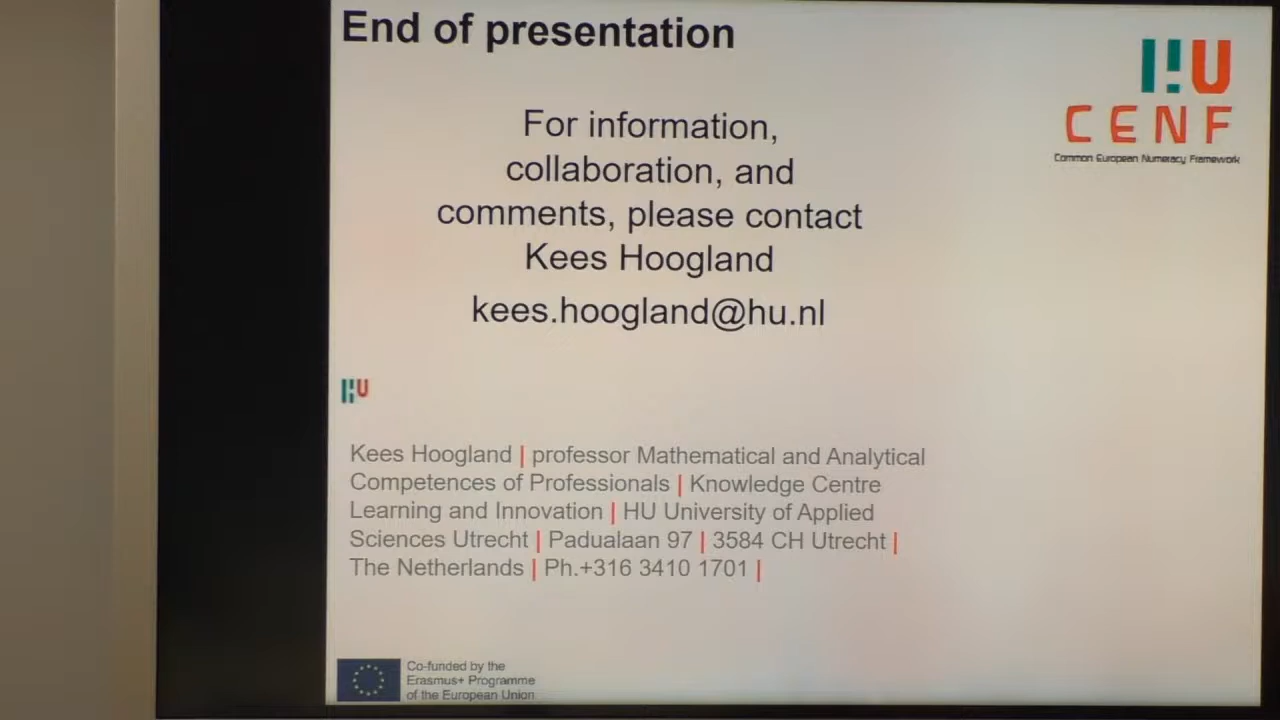 End of presentation
HU
CENF
Common European Numeracy Framework
For information,
collaboration, and
comments, please contact
Kees Hoogland
kees.hoogland@hu.nl
HU
Kees Hoogland | professor Mathematical and Analytical
Competences of Professionals | Knowledge Centre
Learning and Innovation | HU University of Applied
Sciences Utrecht | Padualaan 97 | 3584 CH Utrecht |
The Netherlands | Ph.+316 3410 1701 |
Co-funded by the
Erasmus+ Programme
of the European Union